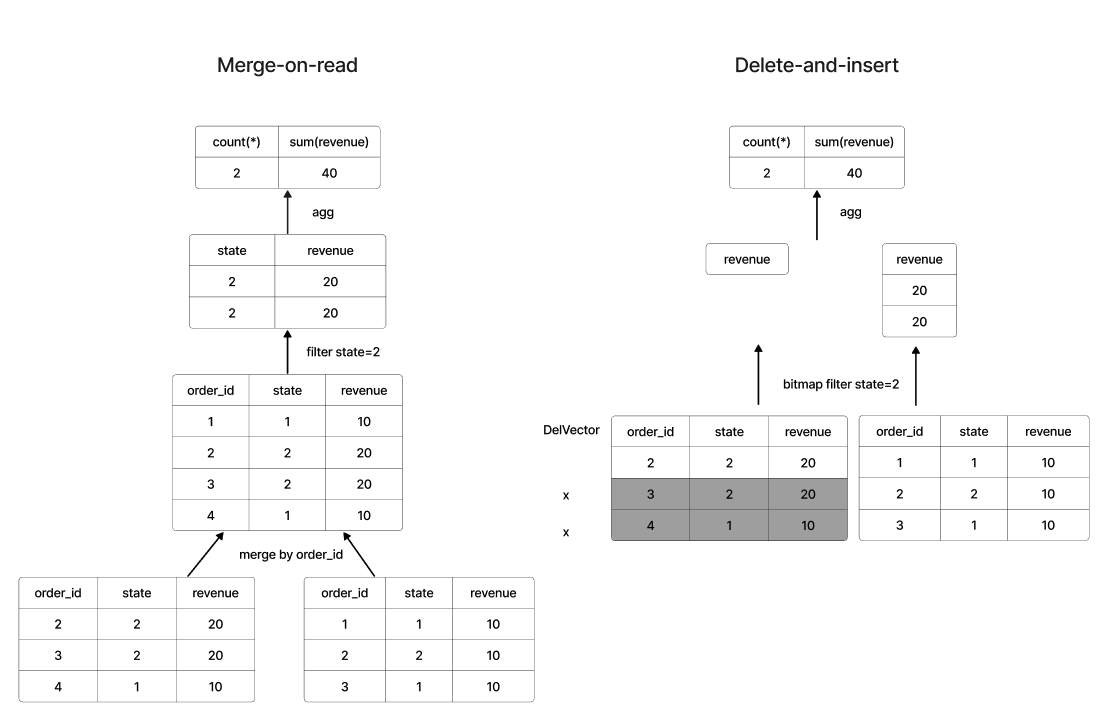 Merge-on-read
count(*) sum(revenue)
2 40
agg
state revenue
2 20
2 20
filter state=2
order_id state revenue
1 1 10
2 2 20
3 2 20
4 1 10
merge by order_id
order_id state revenue
2 2 20
3 2 20
4 1 10
order_id state revenue
1 1 10
2 2 10
3 1 10
Delete-and-insert
count(*) sum(revenue)
2 40
agg
revenue
revenue
20
20
bitmap filter state=2
DelVector
order_id state revenue
2 2 20
x 3 2 20
x 4 1 10
order_id state revenue
1 1 10
2 2 10
3 1 10